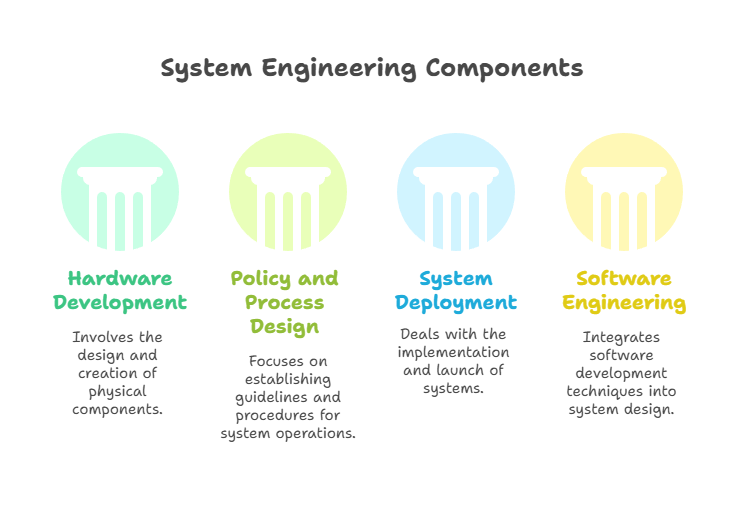 System Engineering Components
Hardware
Development
Involves the
design and
creation of
physical
components.
Policy and
Process
Design
Focuses on
establishing
guidelines and
procedures for
system operations.
System
Deployment
Deals with the
implementation
and launch of
systems.
Software
Engineering
Integrates
software
development
techniques into
system design.